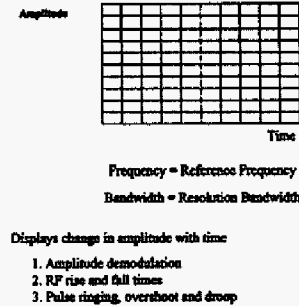 Amplitude
Time
Frequency = Reference Frequency
Bandwidth = Resolution Bandwidth
Displays change in amplitude with time
1. Amplitude demodulation
2. RF rise and fall times
3. Pulse ringing, overshoot and droop